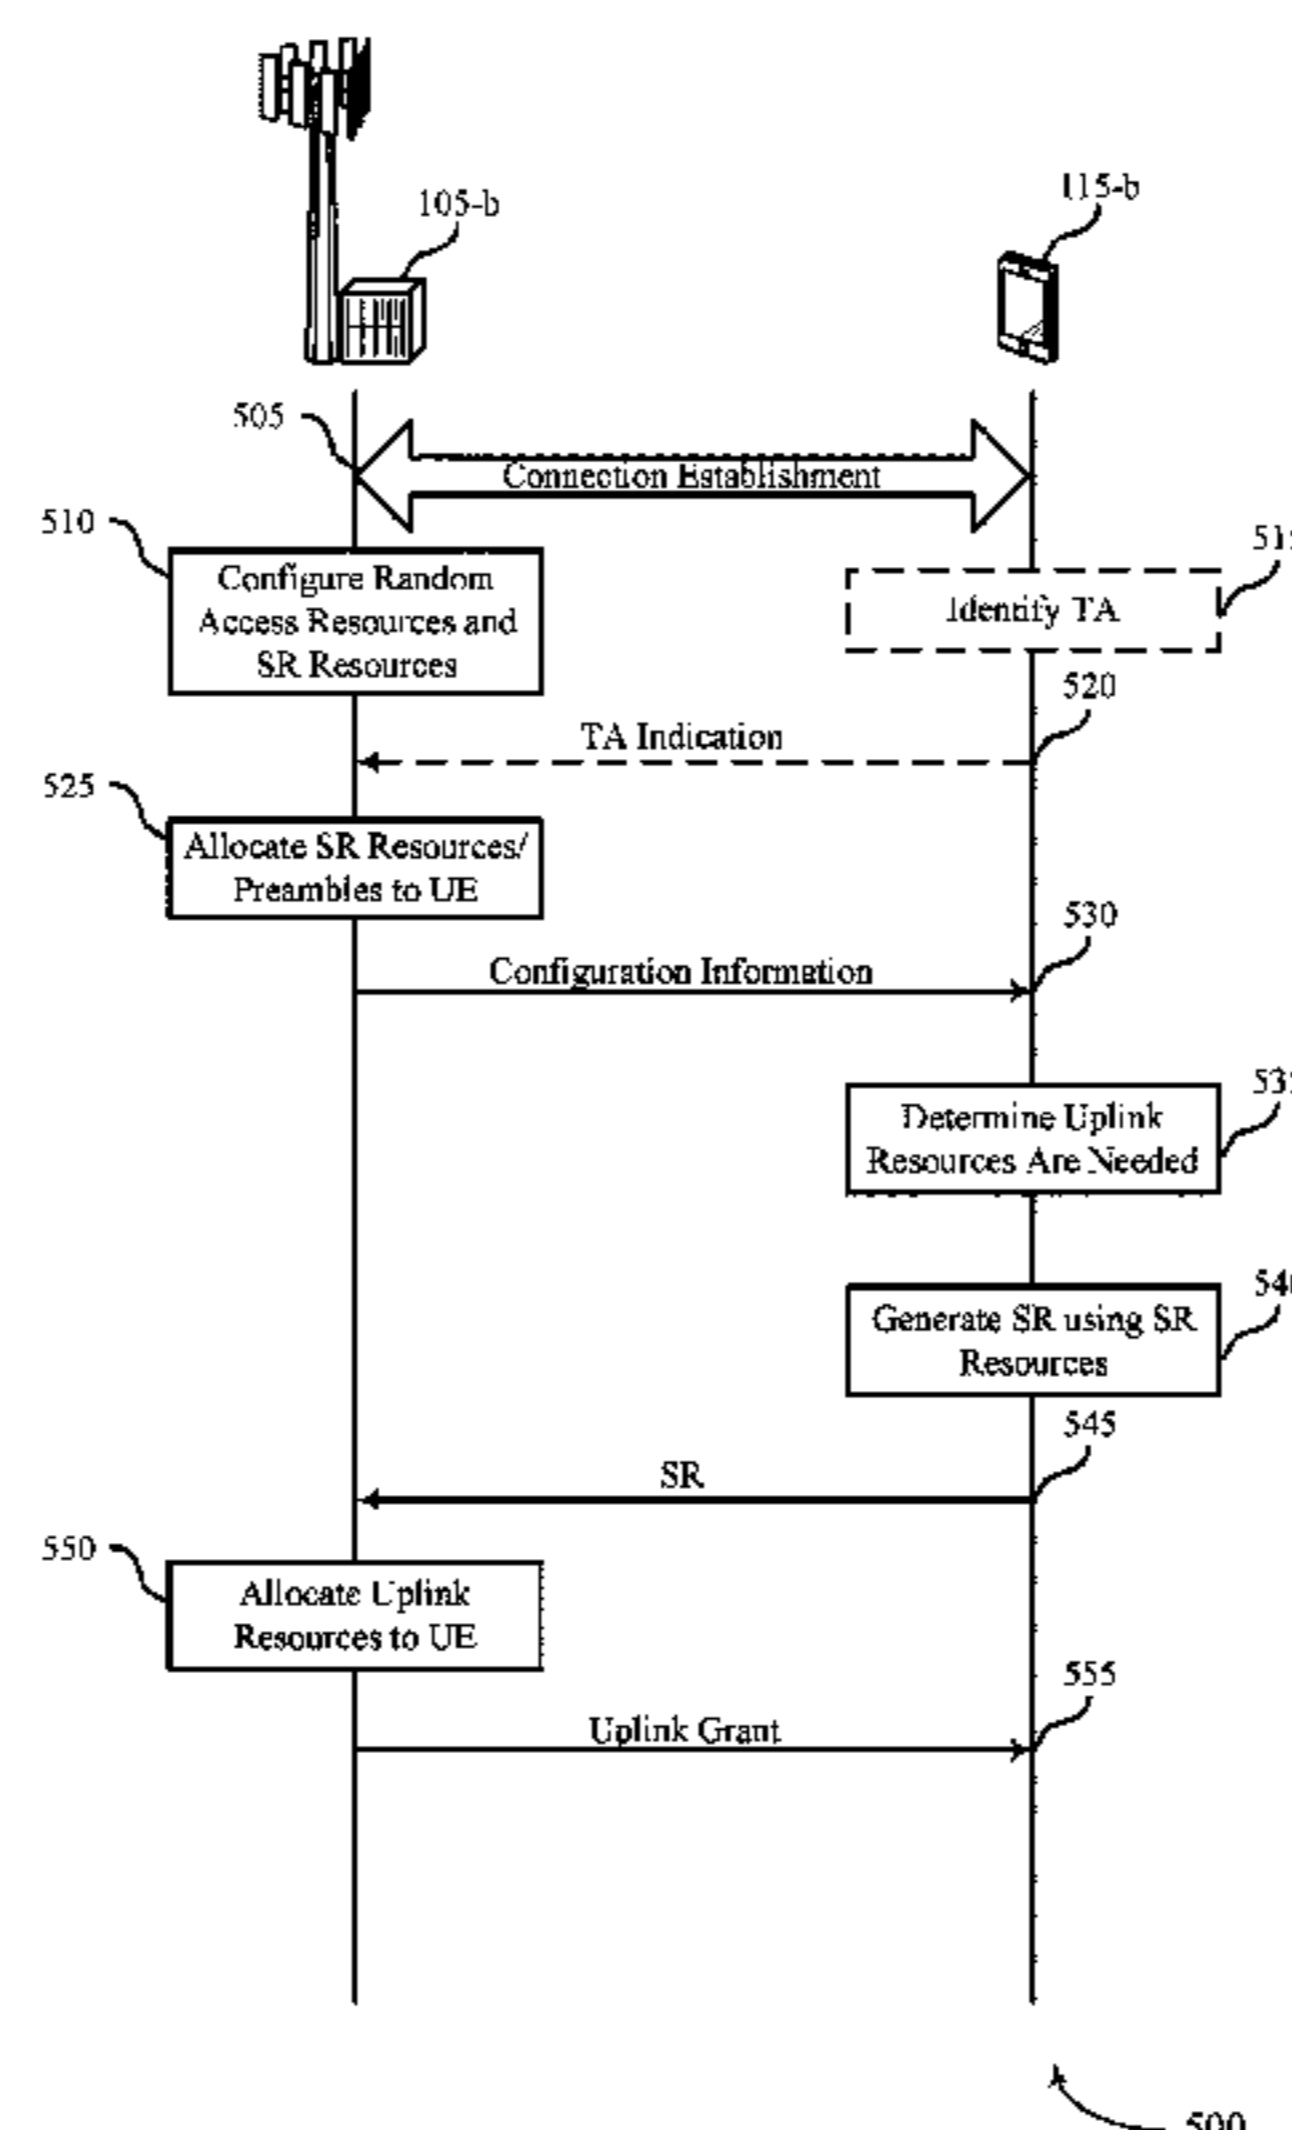 105-b
115-b
505
Connection Establishment
510
Configure Random
Access Resources and
SR Resources
Identify TA
520
TA Indication
525
Allocate SR Resources/
Preambles to UE
530
Configuration Information
Determine Uplink
Resources Are Needed
Generate SR using SR
Resources
545
SR
550
Allocate Uplink
Resources to UE
555
Uplink Grant
500